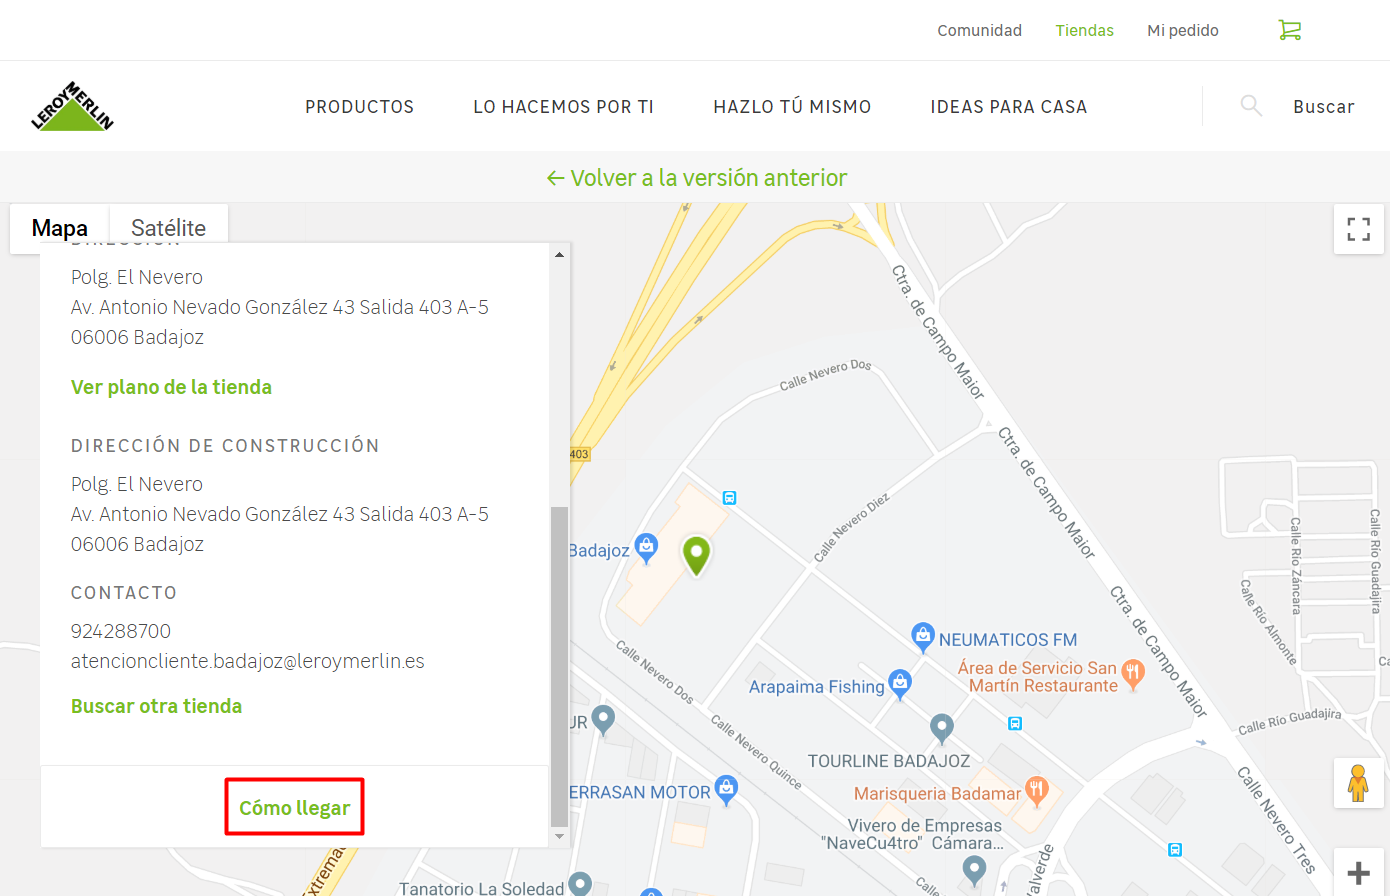 Comunidad
Tiendas
Mi pedido
LEROY MERLIN
PRODUCTOS
LO HACEMOS POR TI
HAZLO TÚ MISMO
IDEAS PARA CASA
Buscar
← Volver a la versión anterior
Mapa
Satélite
Polg. El Nevero
Av. Antonio Nevado González 43 Salida 403 A-5
06006 Badajoz
Ver plano de la tienda
DIRECCIÓN DE CONSTRUCCIÓN
Polg. El Nevero
Av. Antonio Nevado González 43 Salida 403 A-5
06006 Badajoz
CONTACTO
924288700
atencioncliente.badajoz@leroymerlin.es
Buscar otra tienda
Cómo llegar
Ctra. de Campo Maior
Calle Nevero Dos
403
Ctra. de Campo Maior
Calle Nevero Diez
Badajoz
Calle Río Záncara
Calle Río Guadajira
Calle Río Almonte
Ctra. de Campo Maior
NEUMATICOS FM
Calle Nevero Dos
Área de Servicio San
Martín Restaurante
Arapaima Fishing
Calle Río Guadajira
UR
Calle Nevero Quince
TOURLINE BADAJOZ
ERRASAN MOTOR
Marisqueria Badamar
Calle Nevero Tres
Vivero de Empresas
"NaveCu4tro" Cámara...
Tanatorio La Soledad